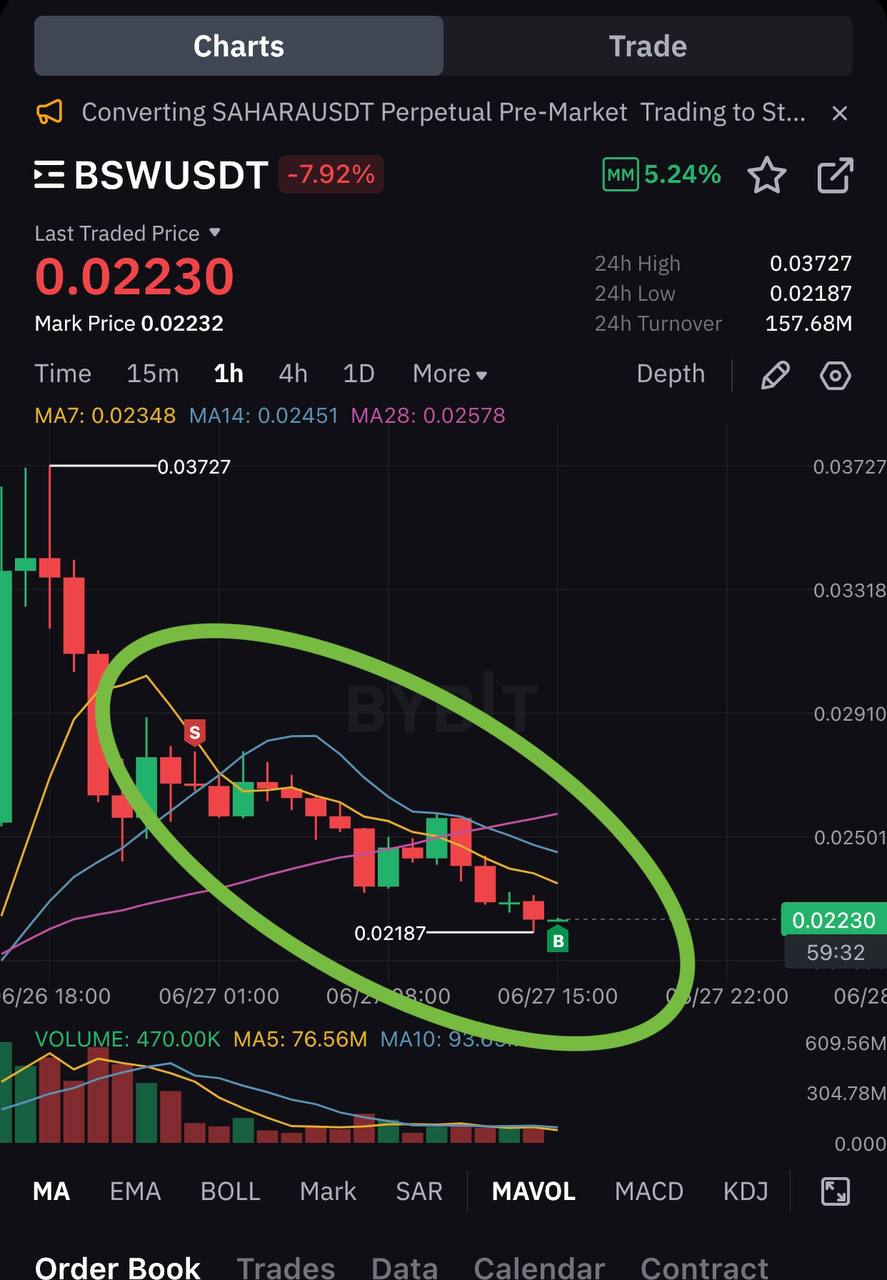 Charts Trade
Converting SAHARAUSDT Perpetual Pre-Market Trading to St...
BSWUSDT -7.92% MM 5.24%
Last Traded Price
0.02230
Mark Price 0.02232
24h High 0.03727
24h Low 0.02187
24h Turnover 157.68M
Time 15m 1h 4h 1D More Depth
MA7: 0.02348 MA14: 0.02451 MA28: 0.02578
0.03727 0.03727
0.03318
BYBIT
0.02910
S
0.02501
0.02230
0.02187
B
59:32
6/26 18:00 06/27 01:00 06/27 08:00 06/27 15:00 06/27 22:00 06/28
VOLUME: 470.00K MA5: 76.56M MA10:
609.56M
304.78M
0.000
MA EMA BOLL Mark SAR MAVOL MACD KDJ
Order Book Trades Data Calendar Contract